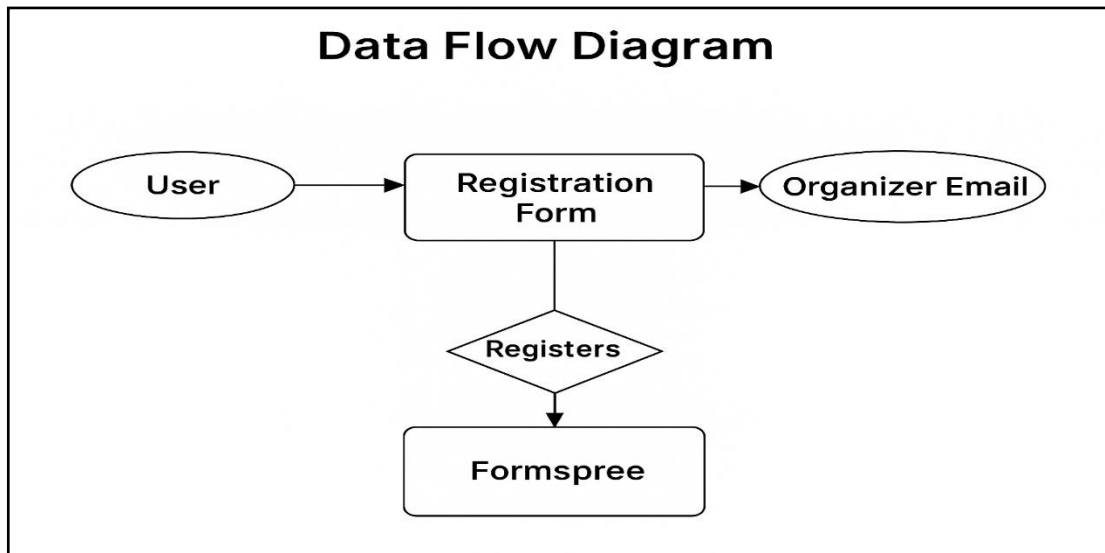 Data Flow Diagram
User
Registration
Form
Organizer Email
Registers
Formspree